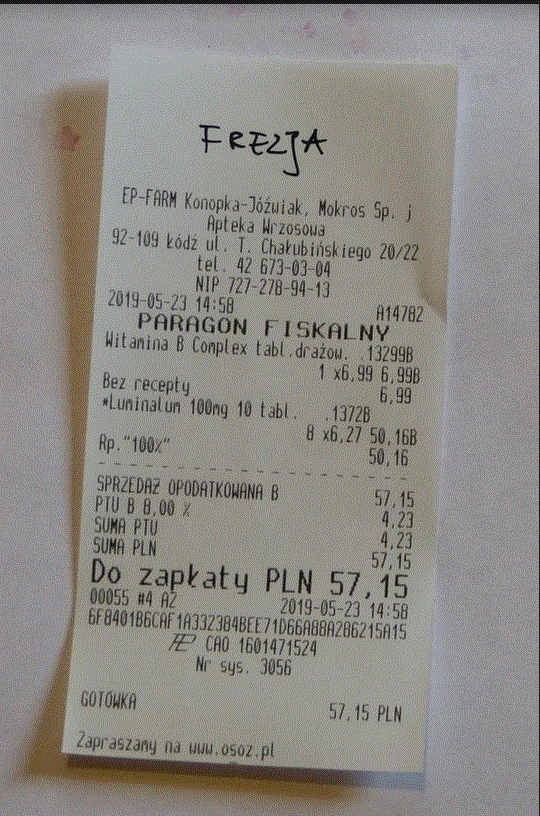 FREZJA
EP-FARM Konopka-Jóźwiak, Mokros Sp. j
Apteka Wrzosowa
92-109 Łódź ul. T. Chałubińskiego 20/22
tel. 42 673-03-04
NIP 727-278-94-13
2019-05-23 14:58 A14782
PARAGON FISKALNY
Witamina B Complex tabl.drażow. .13299B
1 x6,99 6,99B
Bez recepty 6,99
*Luminalum 100mg 10 tabl. .1372B
8 x6,27 50,16B
Rp."100%" 50,16
SPRZEDAŻ OPODATKOWANA B 57,15
PTU B 8,00 % 4,23
SUMA PTU 4,23
SUMA PLN 57,15
Do zapłaty PLN 57,15
00055 #4 A2 2019-05-23 14:58
6F8401B6CAF1A332384BEE71D66A88A286215A15
CAO 1601471524
Nr sys. 3056
GOTÓWKA 57,15 PLN
Zapraszamy na www.osoz.pl